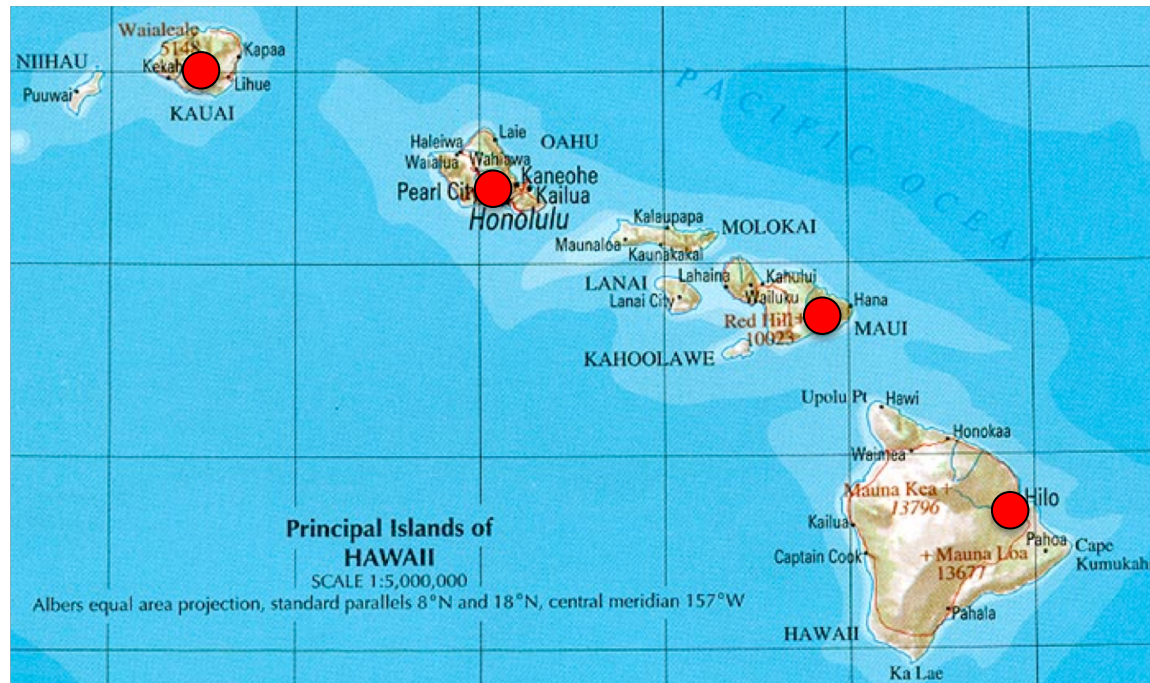 Waialeale
5148
Kapaa
NIIHAU
Kekah
Lihue
Puuwai
KAUAI
PACIFIC OCEAN
Laie
Haleiwa
OAHU
Waialua
Wahiawa
Kaneohe
Pearl Cit
Kailua
Honolulu
Kalaupapa
MOLOKAI
Maunaloa
Kaunakakai
LANAI
Lahaina
Kahului
Lanai City
Wailuku
Hana
Red Hill
10023
MAUI
KAHOOLAWE
Upolu Pt
Hawi
Honokaa
Waimea
Mauna Kea
13796
Hilo
Kailua
Pahoa
Cape
Kumukahi
Captain Cook
Mauna Loa
13677
Pahala
HAWAII
Ka Lae
Principal Islands of
HAWAII
SCALE 1:5,000,000
Albers equal area projection, standard parallels 8°N and 18°N, central meridian 157°W